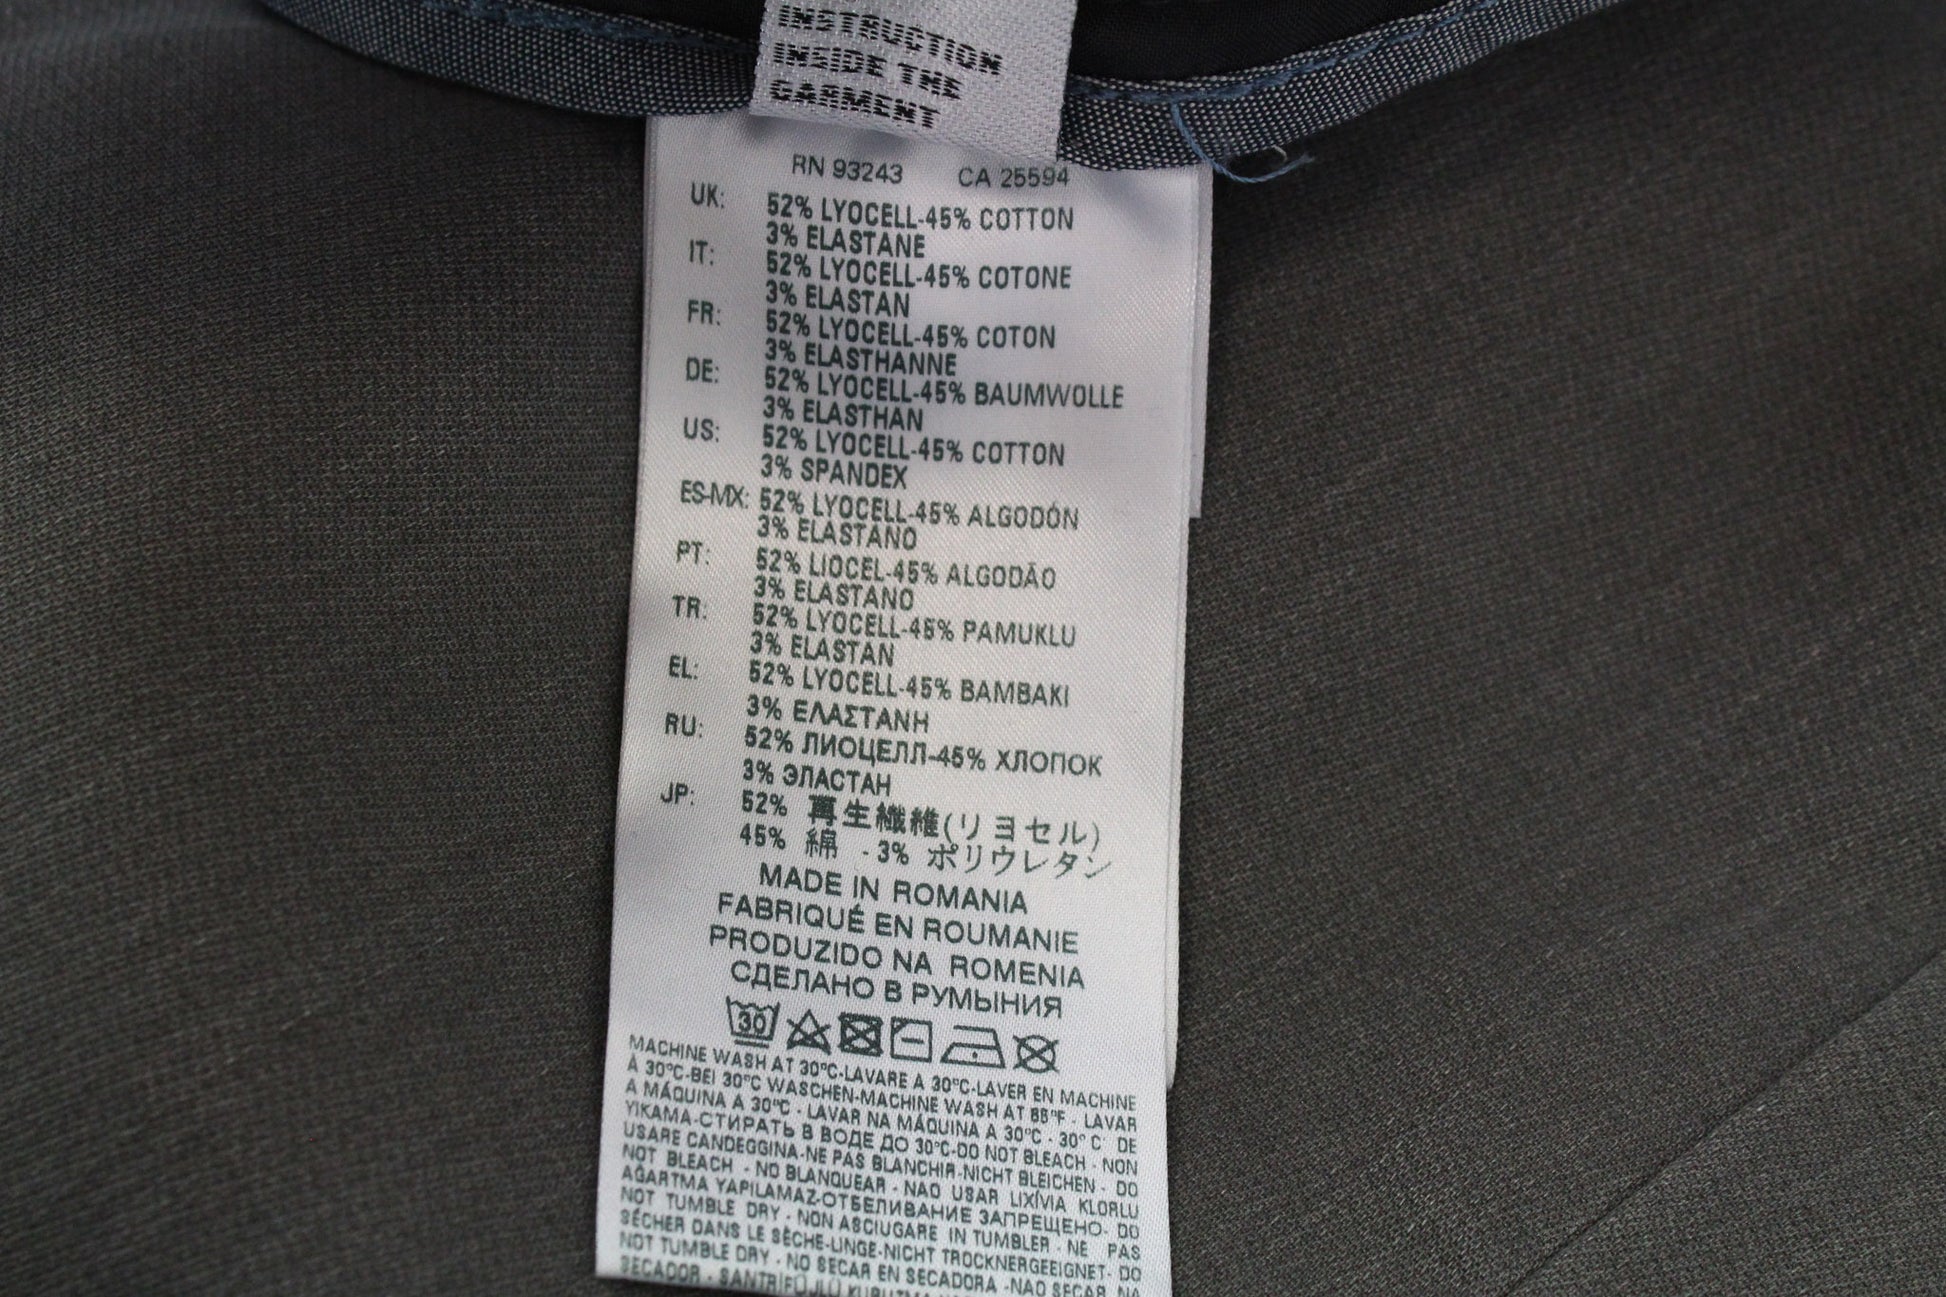 INSTRUCTION
INSIDE THE
GARMENT
RN 93243 CA 25594
UK: 52% LYOCELL-45% COTTON
3% ELASTANE
IT: 52% LYOCELL-45% COTONE
3% ELASTAN
FR: 52% LYOCELL-45% COTON
3% ELASTHANNE
DE: 52% LYOCELL-45% BAUMWOLLE
3% ELASTHAN
US: 52% LYOCELL-45% COTTON
3% SPANDEX
ES-MX: 52% LYOCELL-45% ALGODÓN
3% ELASTANO
PT: 52% LIOCEL-45% ALGODÃO
3% ELASTANO
TR: 52% LYOCELL-45% PAMUKLU
3% ELASTAN
EL: 52% LYOCELL-45% BAMBAKI
3% ΕΛΑΣΤΑΝΗ
RU: 52% ЛИОЦЕЛЛ-45% ХЛОПОК
3% ЭЛАСТАН
JP: 52% 再生繊維(リヨセル)
45% 綿 - 3% ポリウレタン
MADE IN ROMANIA
FABRIQUÉ EN ROUMANIE
PRODUZIDO NA ROMENIA
СДЕЛАНО В РУМЫНИЯ
30
MACHINE WASH AT 30°C-LAVARE A 30°C-LAVER EN MACHINE
À 30°C-BEI 30°C WASCHEN-MACHINE WASH AT 86°F - LAVAR
A MÁQUINA A 30°C - LAVAR NA MÁQUINA A 30°C - 30°C' DE
YIKAMA-СТИРАТЬ В ВОДЕ ДО 30°C-DO NOT BLEACH - NON
USARE CANDEGGINA-NE PAS BLANCHIR-NICHT BLEICHEN - DO
NOT BLEACH - NO BLANQUEAR - NAO USAR LIXÍVIA KLORLU
AĞARTMA YAPILAMAZ-ОТБЕЛИВАНИЕ ЗАПРЕЩЕНО- DO
NOT TUMBLE DRY - NON ASCIUGARE IN TUMBLER - NE PAS
SÉCHER DANS LE SÈCHE-LINGE-NICHT TROCKNERGEEIGNET- DO
NOT TUMBLE DRY - NO SECAR EN SECADORA -NAO SECAR NA
SECADOR - SANTRİFÜJLÜ KURUTMA